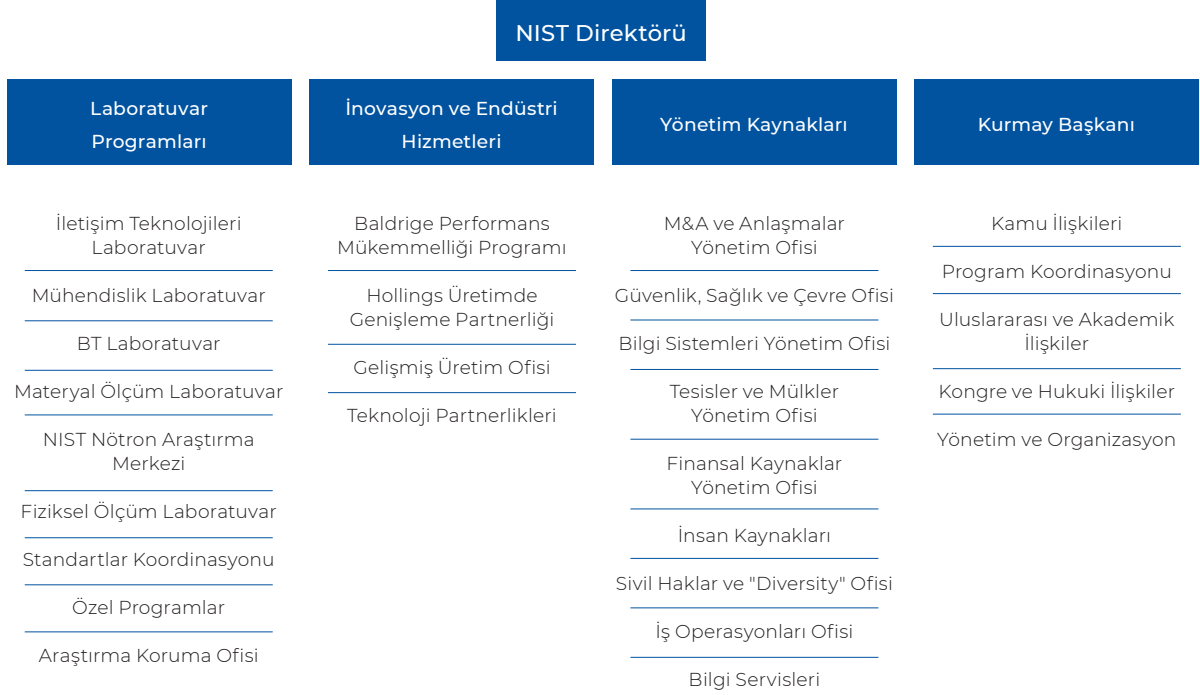 NIST Direktörü
Laboratuvar
Programları
İletişim Teknolojileri
Laboratuvar
Mühendislik Laboratuvar
BT Laboratuvar
Materyal Ölçüm Laboratuvar
NIST Nötron Araştırma
Merkezi
Fiziksel Ölçüm Laboratuvar
Standartlar Koordinasyonu
Özel Programlar
Araştırma Koruma Ofisi
İnovasyon ve Endüstri
Hizmetleri
Baldrige Performans
Mükemmelliği Programı
Hollings Üretimde
Genişleme Partnerliği
Gelişmiş Üretim Ofisi
Teknoloji Partnerlikleri
Yönetim Kaynakları
M&A ve Anlaşmalar
Yönetim Ofisi
Güvenlik, Sağlık ve Çevre Ofisi
Bilgi Sistemleri Yönetim Ofisi
Tesisler ve Mülkler
Yönetim Ofisi
Finansal Kaynaklar
Yönetim Ofisi
İnsan Kaynakları
Sivil Haklar ve "Diversity" Ofisi
İş Operasyonları Ofisi
Bilgi Servisleri
Kurmay Başkanı
Kamu İlişkileri
Program Koordinasyonu
Uluslararası ve Akademik
İlişkiler
Kongre ve Hukuki İlişkiler
Yönetim ve Organizasyon